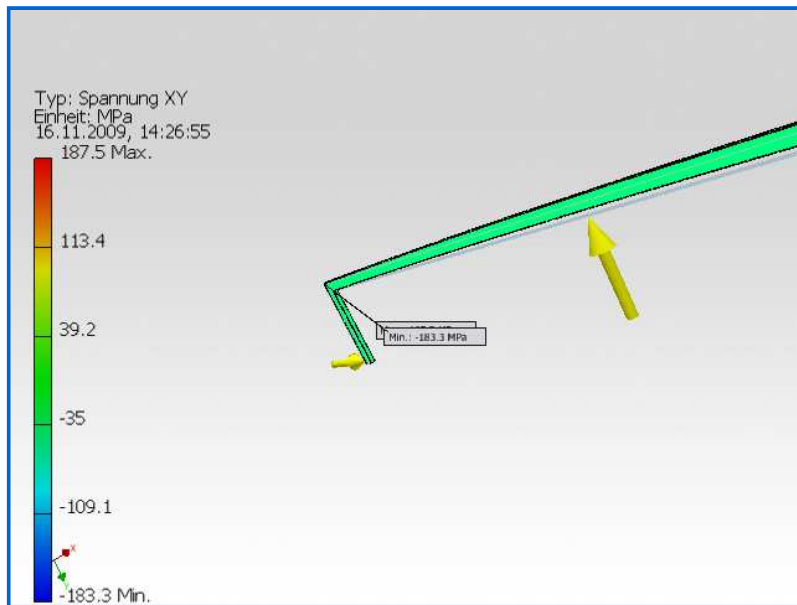 Typ: Spannung XY
Einheit: MPa
16.11.2009, 14:26:55
187.5 Max.
113.4
39.2
-35
-109.1
-183.3 Min.
Min.: -183.3 MPa
X
Y